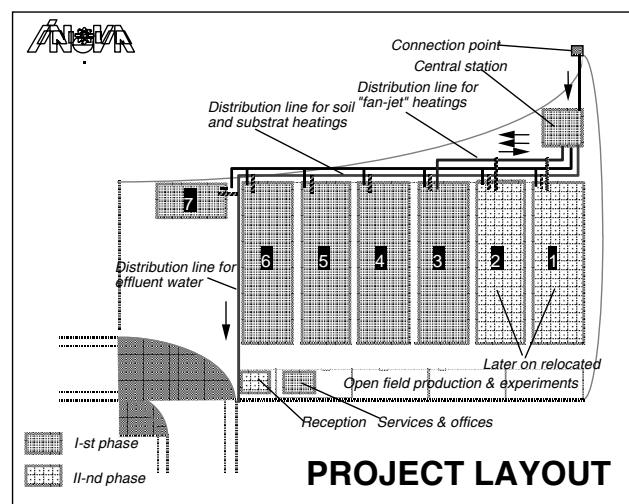 Connection point
Central station
Distribution line for
"fan-jet" heatings
Distribution line for soil
and substrat heatings
7
6
5
4
3
2
1
Distribution line for
effluent water
Later on relocated
Open field production & experiments
Reception
Services & offices
I-st phase
II-nd phase
PROJECT LAYOUT